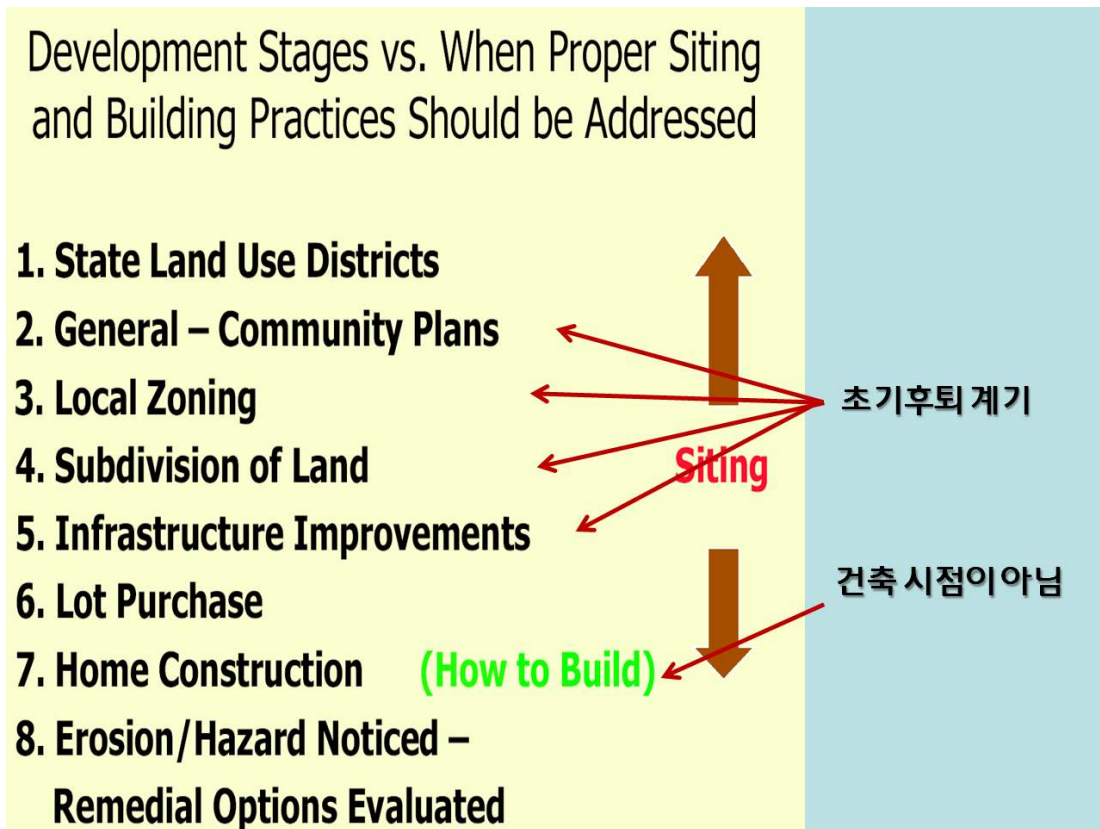 Development Stages vs. When Proper Siting
and Building Practices Should be Addressed
1. State Land Use Districts
2. General – Community Plans
3. Local Zoning
초기후퇴 계기
4. Subdivision of Land
Siting
5. Infrastructure Improvements
건축 시점이 아님
6. Lot Purchase
7. Home Construction (How to Build)
8. Erosion/Hazard Noticed –
Remedial Options Evaluated